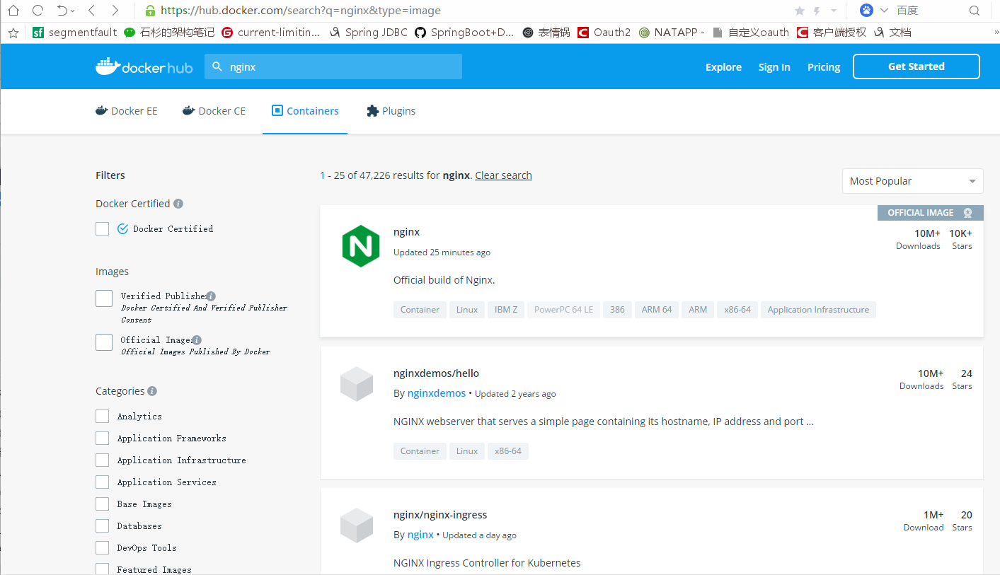 https://hub.docker.com/search?q=nginx&type=image
百度
segmentfault 石杉的架构笔记 current-limitin... Spring JDBC SpringBoot+D... 表情锅 Oauth2 NATAPP - 自定义oauth 客户端授权 文档 »
docker hub nginx Explore Sign In Pricing Get Started
Docker EE Docker CE Containers Plugins
Filters
1 - 25 of 47,226 results for nginx. Clear search
Most Popular
Docker Certified
Docker Certified
Images
Verified Publisher
Docker Certified And Verified Publisher
Content
Official Images
Official Images Published By Docker
Categories
Analytics
Application Frameworks
Application Infrastructure
Application Services
Base Images
Databases
DevOps Tools
Featured Images
OFFICIAL IMAGE
nginx
10M+ 10K+
Downloads Stars
Updated 25 minutes ago
Official build of Nginx.
Container Linux IBM Z PowerPC 64 LE 386 ARM 64 ARM x86-64 Application Infrastructure
nginxdemos/hello
10M+ 24
Downloads Stars
By nginxdemos • Updated 2 years ago
NGINX webserver that serves a simple page containing its hostname, IP address and port ...
Container Linux x86-64
nginx/nginx-ingress
1M+ 20
Download Stars
By nginx • Updated a day ago
NGINX Ingress Controller for Kubernetes